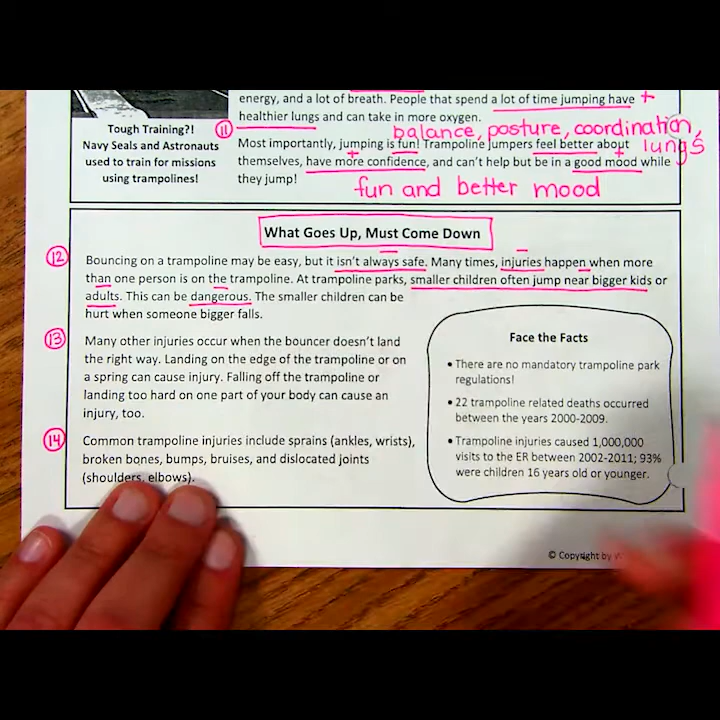 energy, and a lot of breath. People that spend a lot of time jumping have +
healthier lungs and can take in more oxygen.
Tough Training?!
Navy Seals and Astronauts
used to train for missions
using trampolines!
11
balance, posture, coordination,
lungs
Most importantly, jumping is fun! Trampoline jumpers feel better about
themselves, have more confidence, and can't help but be in a good mood while
they jump!
fun and better mood
What Goes Up, Must Come Down
12
Bouncing on a trampoline may be easy, but it isn't always safe. Many times, injuries happen when more
than one person is on the trampoline. At trampoline parks, smaller children often jump near bigger kids or
adults. This can be dangerous. The smaller children can be
hurt when someone bigger falls.
13
Many other injuries occur when the bouncer doesn't land
the right way. Landing on the edge of the trampoline or on
a spring can cause injury. Falling off the trampoline or
landing too hard on one part of your body can cause an
injury, too.
14
Common trampoline injuries include sprains (ankles, wrists),
broken bones, bumps, bruises, and dislocated joints
(shoulders, elbows).
Face the Facts
• There are no mandatory trampoline park
regulations!
• 22 trampoline related deaths occurred
between the years 2000-2009.
• Trampoline injuries caused 1,000,000
visits to the ER between 2002-2011; 93%
were children 16 years old or younger.
© Copyright by